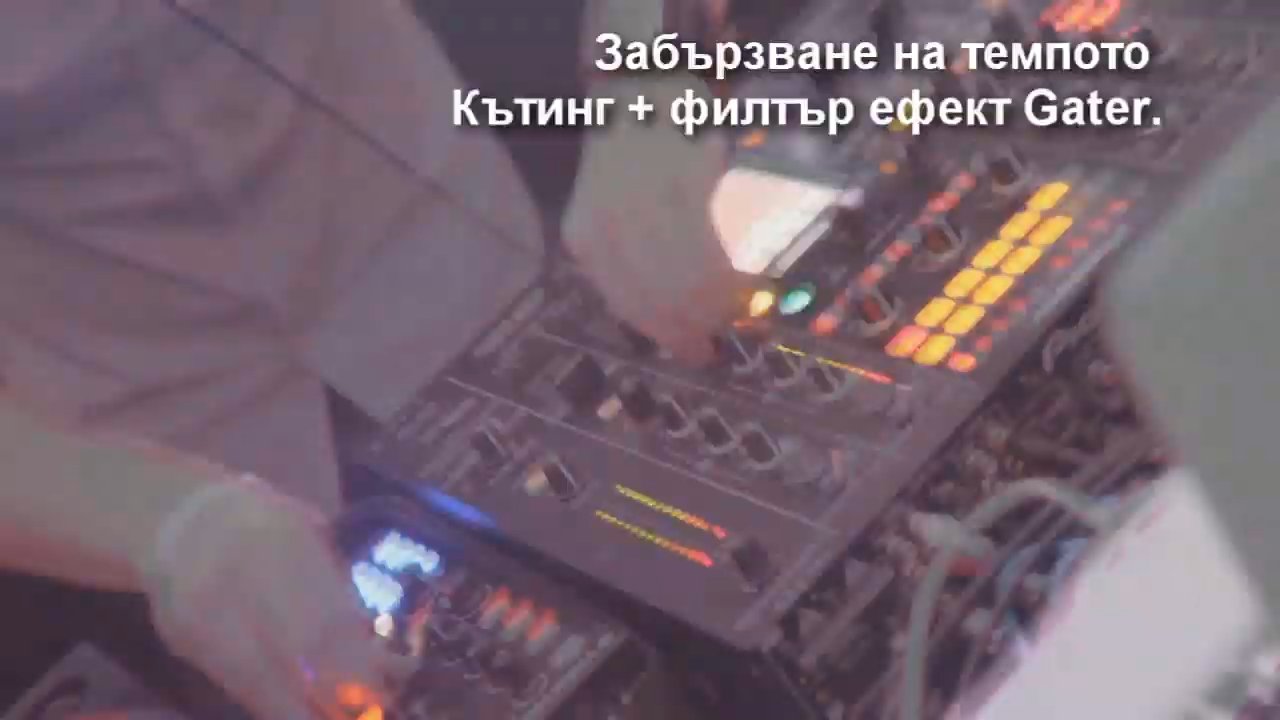 Забързване на темпото
Кътинг + филтър ефект Gater.